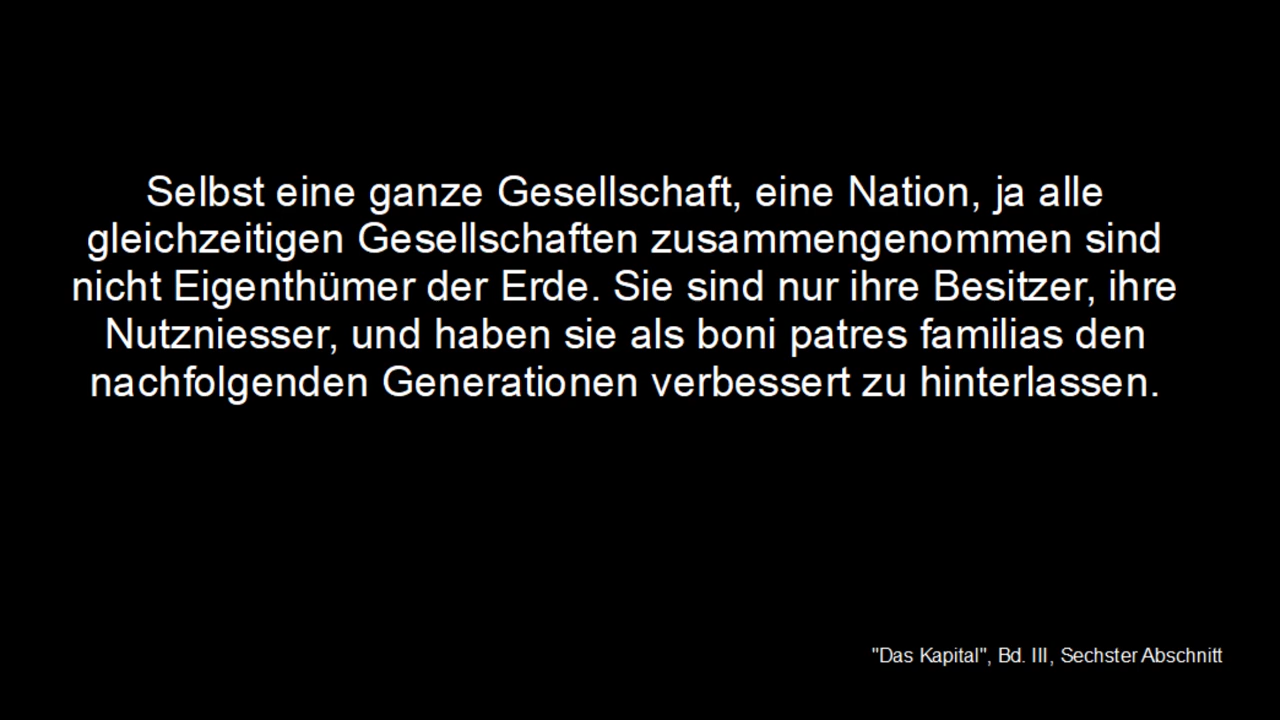 Selbst eine ganze Gesellschaft, eine Nation, ja alle
gleichzeitigen Gesellschaften zusammengenommen sind
nicht Eigenthümer der Erde. Sie sind nur ihre Besitzer, ihre
Nutzniesser, und haben sie als boni patres familias den
nachfolgenden Generationen verbessert zu hinterlassen.
"Das Kapital", Bd. III, Sechster Abschnitt